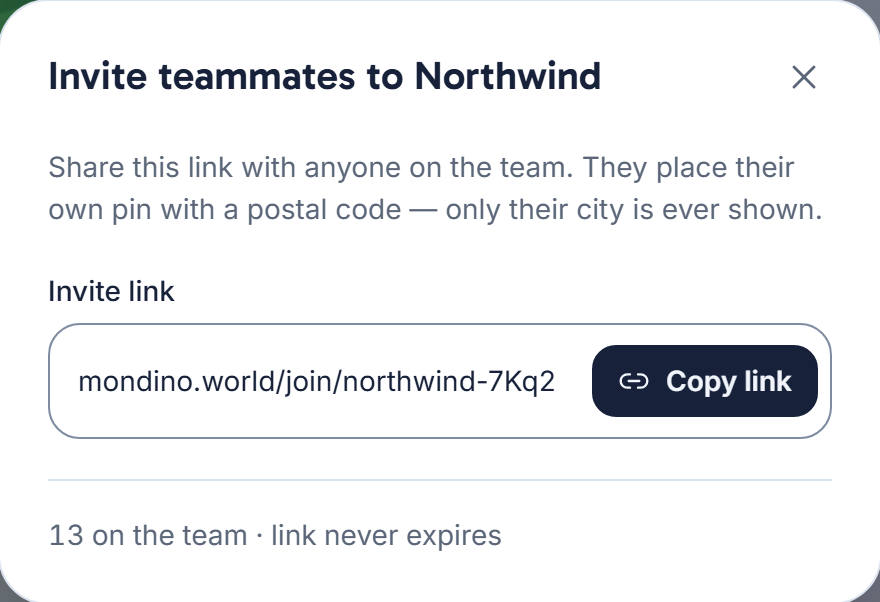 Invite teammates to Northwind
Share this link with anyone on the team. They place their
own pin with a postal code — only their city is ever shown.
Invite link
mondino.world/join/northwind-7Kq2
Copy link
13 on the team · link never expires